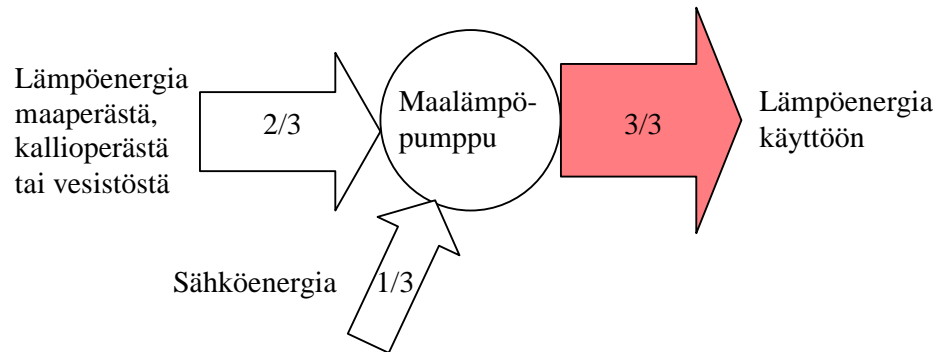 Lämpöenergia
maaperästä,
kallioperästä
tai vesistöstä
2/3
Maalämpö-
pumppu
3/3
Lämpöenergia
käyttöön
Sähköenergia
1/3